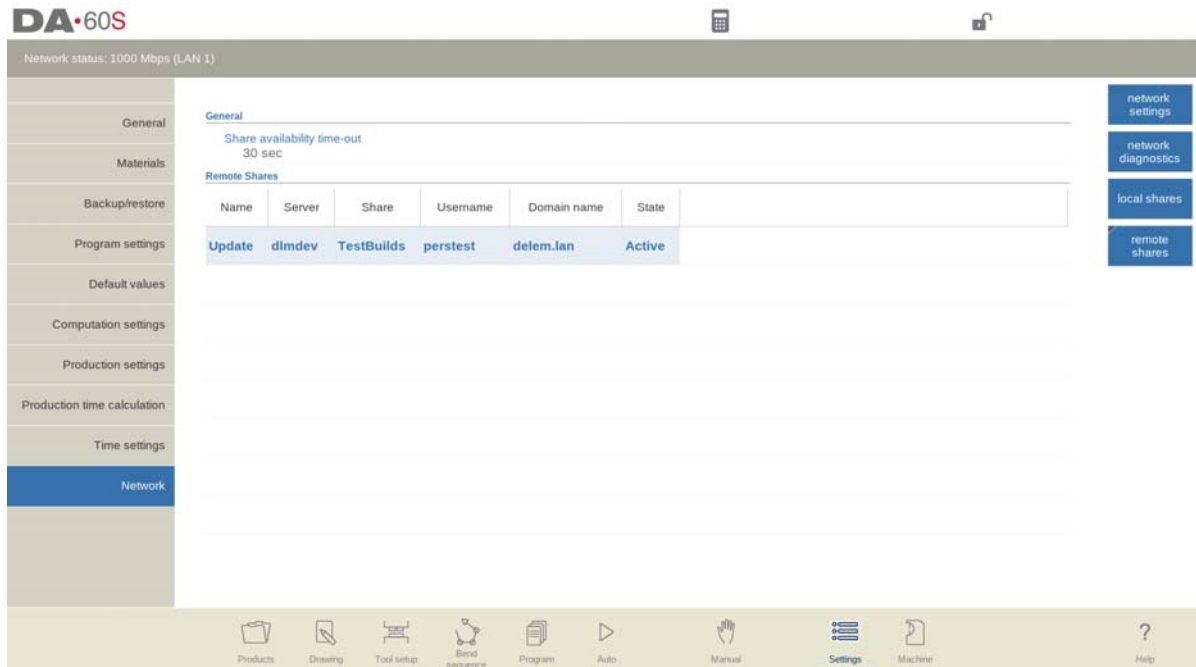 DA•60S
Network status: 1000 Mbps (LAN 1)
General
Materials
Backup/restore
Program settings
Default values
Computation settings
Production settings
Production time calculation
Time settings
Network
General
Share availability time-out
30 sec
Remote Shares
Name Server Share Username Domain name State
Update dlmdev TestBuilds perstest delem.lan Active
network
settings
network
diagnostics
local shares
remote
shares
Products Drawing Tool setup Bend sequence Program Auto Manual Settings Machine ? Help